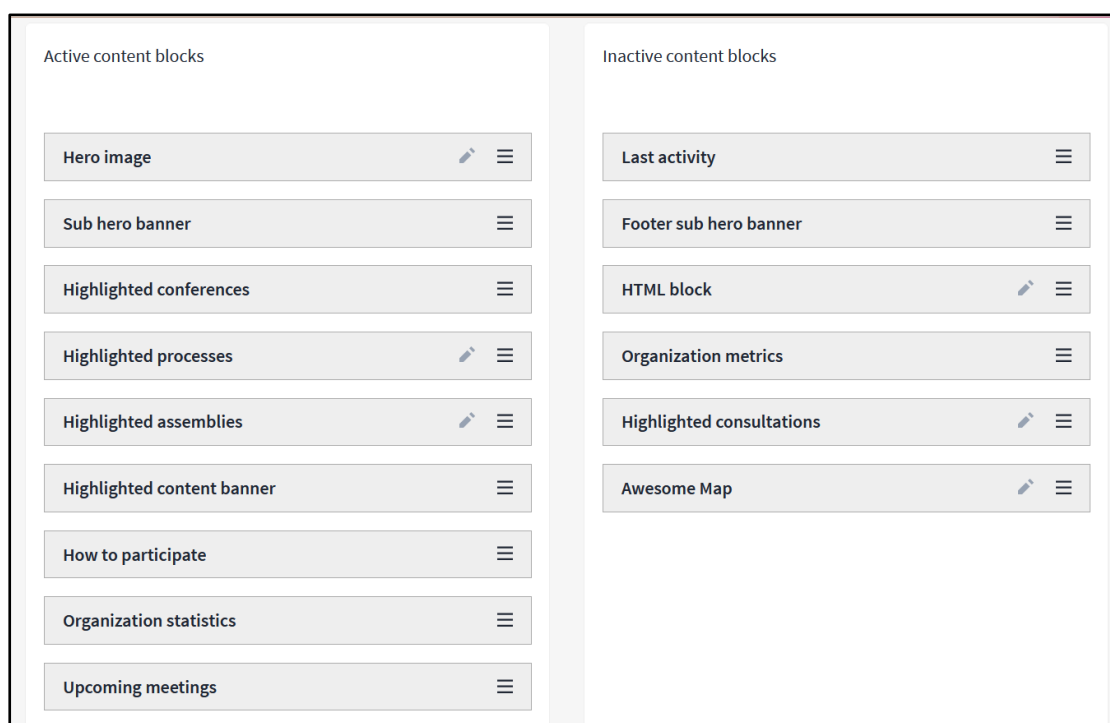 Active content blocks
Hero image
Sub hero banner
Highlighted conferences
Highlighted processes
Highlighted assemblies
Highlighted content banner
How to participate
Organization statistics
Upcoming meetings
Inactive content blocks
Last activity
Footer sub hero banner
HTML block
Organization metrics
Highlighted consultations
Awesome Map